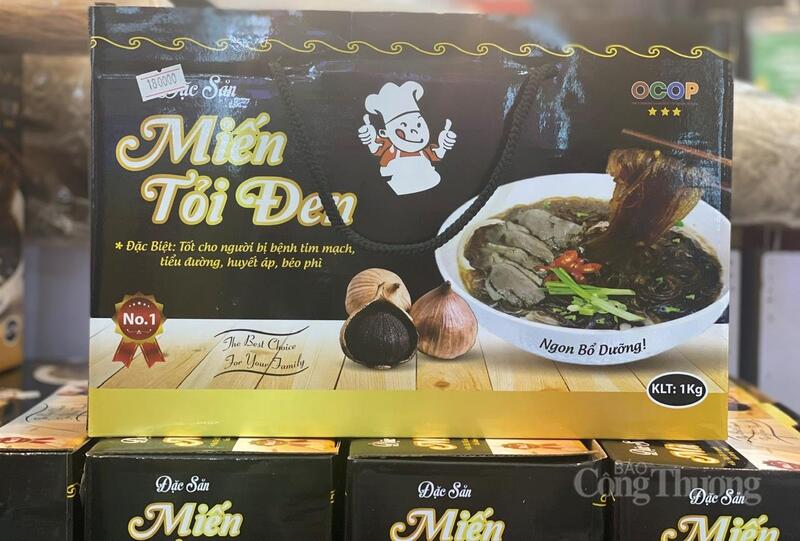 180000
Đặc Sản
Miến
Tỏi Đen
* Đặc Biệt: Tốt cho người bị bệnh tim mạch,
tiểu đường, huyết áp, béo phì
OCOP
No.1
The Best Choice
For Your Family
Ngon Bổ Dưỡng!
KLT: 1Kg
Đặc Sản
Miến
Đặc Sản
Miến
Đặc Sản
Miến
BÁO
Công Thương